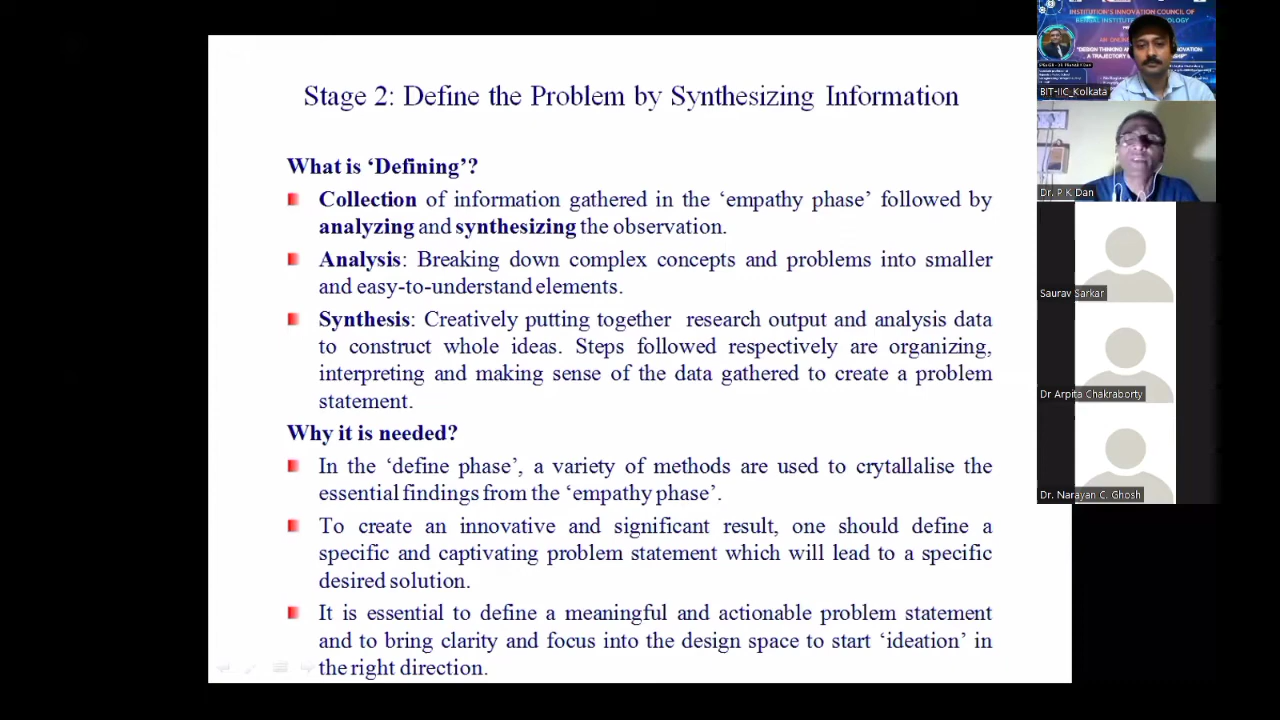 Stage 2: Define the Problem by Synthesizing Information
What is ‘Defining’?
Collection of information gathered in the ‘empathy phase’ followed by
analyzing and synthesizing the observation.
Analysis: Breaking down complex concepts and problems into smaller
and easy-to-understand elements.
Synthesis: Creatively putting together research output and analysis data
to construct whole ideas. Steps followed respectively are organizing,
interpreting and making sense of the data gathered to create a problem
statement.
Why it is needed?
In the ‘define phase’, a variety of methods are used to crytallalise the
essential findings from the ‘empathy phase’.
To create an innovative and significant result, one should define a
specific and captivating problem statement which will lead to a specific
desired solution.
It is essential to define a meaningful and actionable problem statement
and to bring clarity and focus into the design space to start ‘ideation’ in
the right direction.
INSTITUTION'S INNOVATION COUNCIL OF
BIT-IIC_Kolkata
Dr. P K Dan
Saurav Sarkar
Dr Arpita Chakraborty
Dr. Narayan C. Ghosh